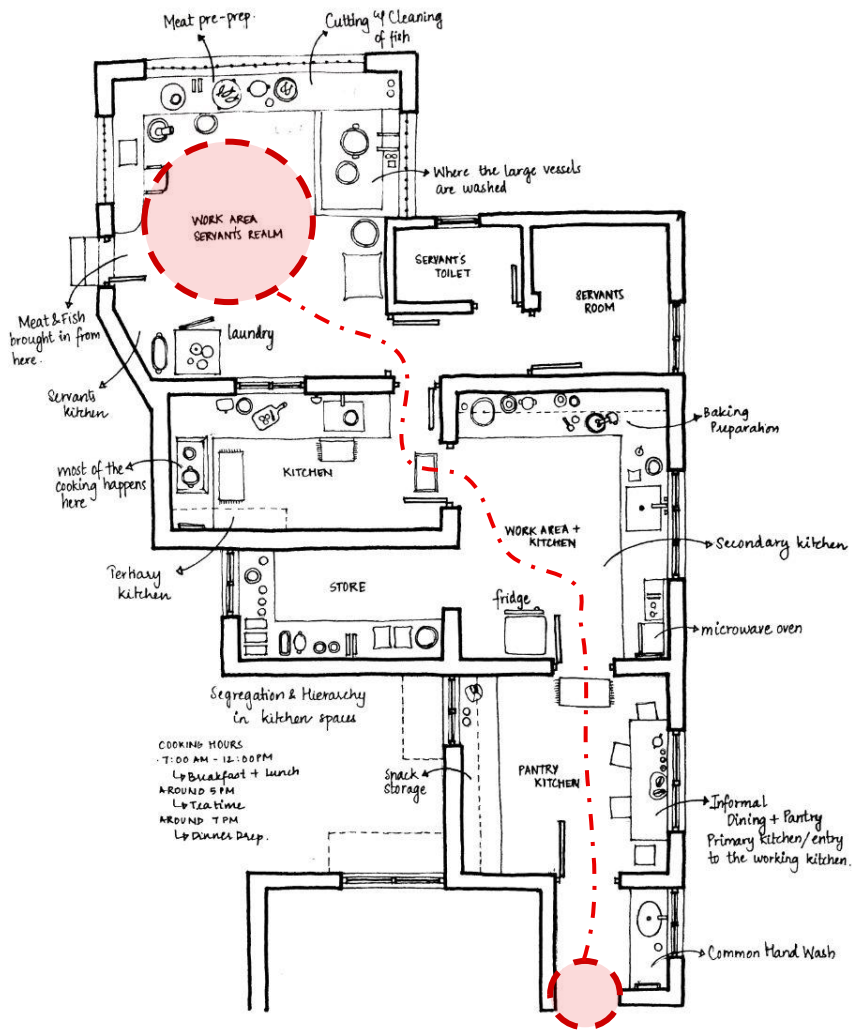 Meat pre-prep.
Cutting & Cleaning
of fish
Where the large vessels
are washed
WORK AREA
SERVANTS REALM
SERVANT'S
TOILET
SERVANTS
ROOM
Meat & Fish
brought in from
here.
laundry
Servants
kitchen
Baking
Preparation
most of the
cooking happens
here
KITCHEN
WORK AREA +
KITCHEN
Secondary kitchen
Tertiary
kitchen
STORE
fridge
microwave oven
Segregation & Hierarchy
in kitchen spaces
COOKING HOURS
· 7:00 AM - 12:00PM
↳ Breakfast + Lunch
AROUND 5 PM
↳ Teatime
AROUND 7 PM
↳ Dinner Prep.
snack
storage
PANTRY
KITCHEN
Informal
Dining + Pantry
Primary kitchen/entry
to the working kitchen.
Common Hand Wash